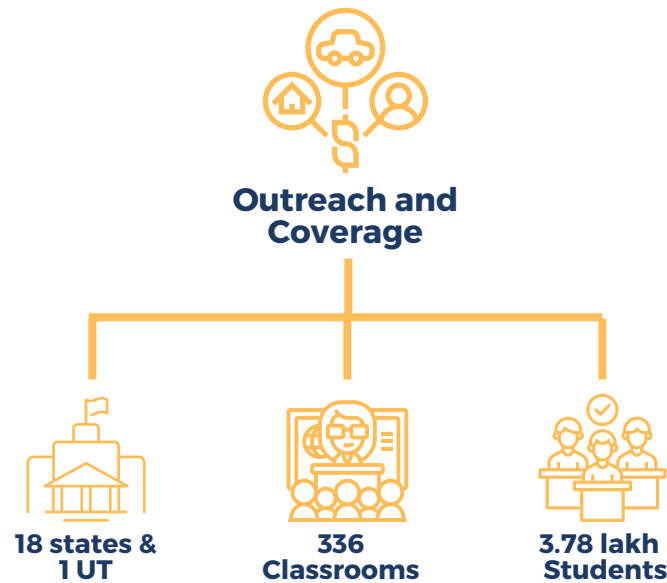 Outreach and
Coverage
18 states &
1 UT
336
Classrooms
3.78 lakh
Students